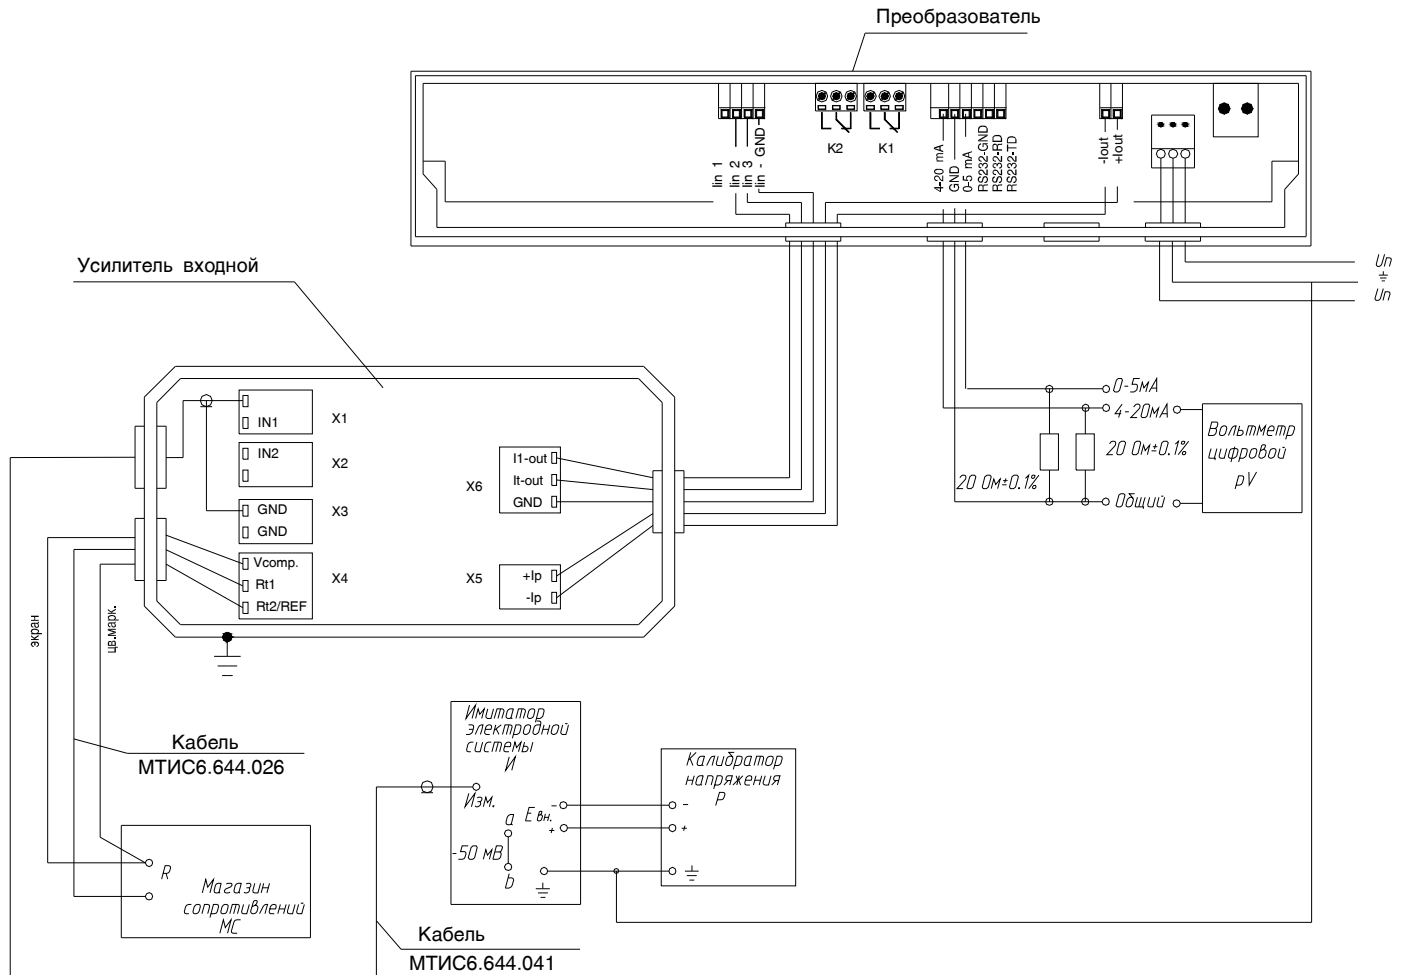 Преобразователь
K2
K1
Iin 1
Iin 2
Iin 3
Iin - GND
4-20 mA
GND
0-5 mA
RS232-GND
RS232-RD
RS232-TD
-Iout
+Iout
Uп
Uп
Усилитель входной
IN1
X1
IN2
X2
GND
GND
X3
Vcomp.
Rt1
Rt2/REF
X4
I1-out
It-out
GND
X6
+Ip
-Ip
X5
0-5мА
4-20мА
20 Ом±0.1%
20 Ом±0.1%
Общий
Вольтметр
цифровой
pV
экран
цв.марк.
Кабель
МТИС6.644.026
R
Магазин
сопротивлений
МС
Имитатор
электродной
системы
И
Изм.
a
-50 мВ
b
E вн.
-
+
Калибратор
напряжения
P
-
+
Кабель
МТИС6.644.041